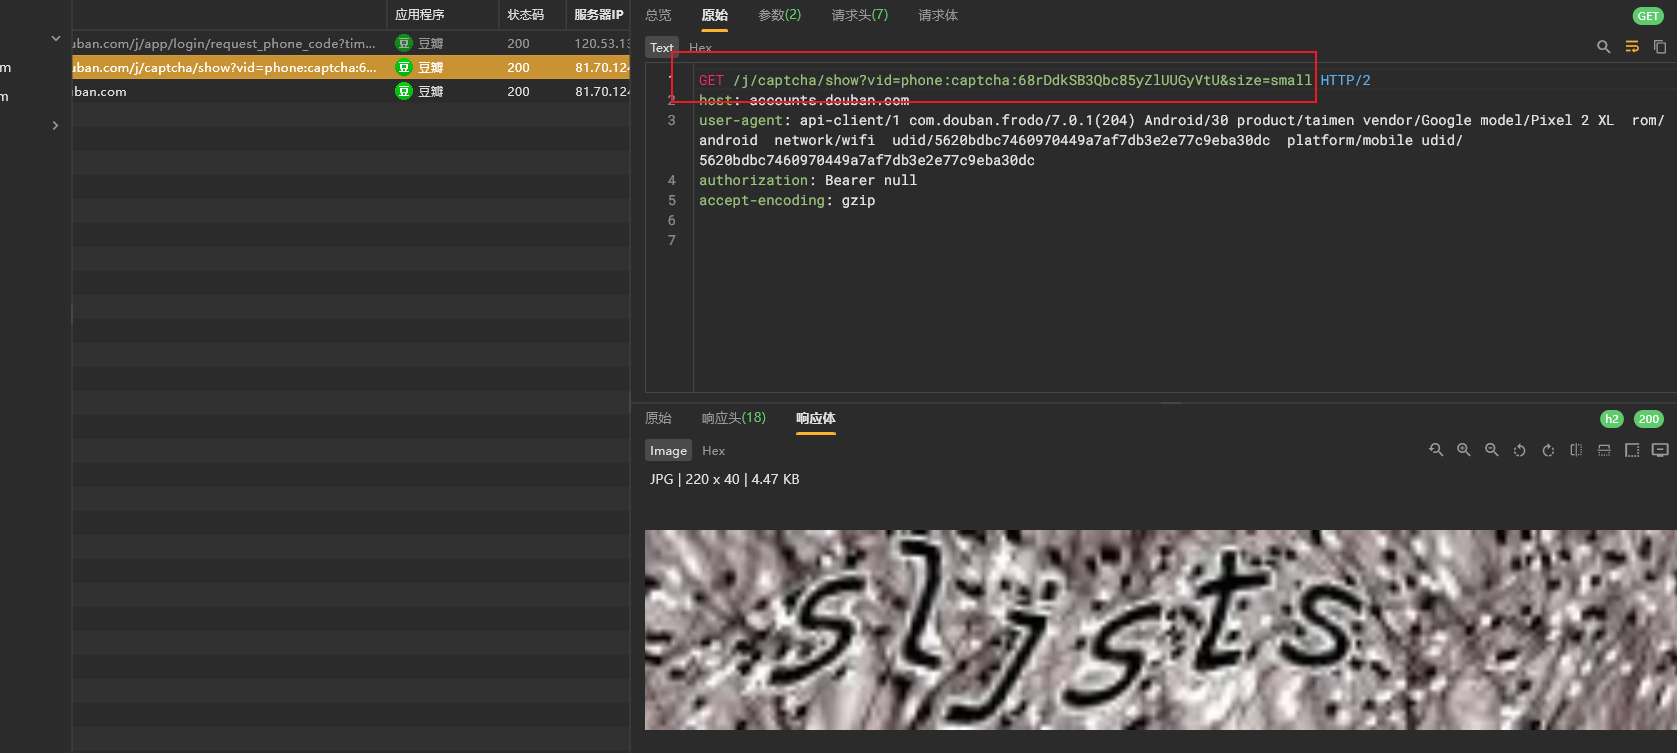 应用程序 状态码 服务器IP
uban.com/j/app/login/request_phone_code?tim... 豆 豆瓣 200 120.53.13
uban.com/j/captcha/show?vid=phone:captcha:6... 豆 豆瓣 200 81.70.124
uban.com 豆 豆瓣 200 81.70.124
m
m
总览 原始 参数(2) 请求头(7) 请求体 GET
Text Hex
1 GET /j/captcha/show?vid=phone:captcha:68rDdkSB3Qbc85yZlUUGyVtU&size=small HTTP/2
2 host: accounts.douban.com
3 user-agent: api-client/1 com.douban.frodo/7.0.1(204) Android/30 product/taimen vendor/Google model/Pixel 2 XL rom/
android network/wifi udid/5620bdbc7460970449a7af7db3e2e77c9eba30dc platform/mobile udid/
5620bdbc7460970449a7af7db3e2e77c9eba30dc
4 authorization: Bearer null
5 accept-encoding: gzip
6
7
原始 响应头(18) 响应体 h2 200
Image Hex
JPG | 220 x 40 | 4.47 KB
sljsts